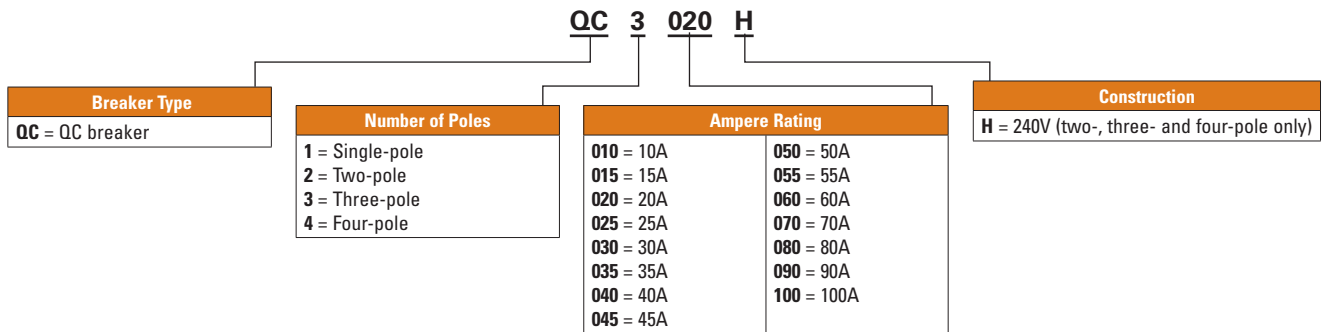 QC 3 020 H
Breaker Type
QC = QC breaker
Number of Poles
1 = Single-pole
2 = Two-pole
3 = Three-pole
4 = Four-pole
Ampere Rating
010 = 10A
015 = 15A
020 = 20A
025 = 25A
030 = 30A
035 = 35A
040 = 40A
045 = 45A
050 = 50A
055 = 55A
060 = 60A
070 = 70A
080 = 80A
090 = 90A
100 = 100A
Construction
H = 240V (two-, three- and four-pole only)